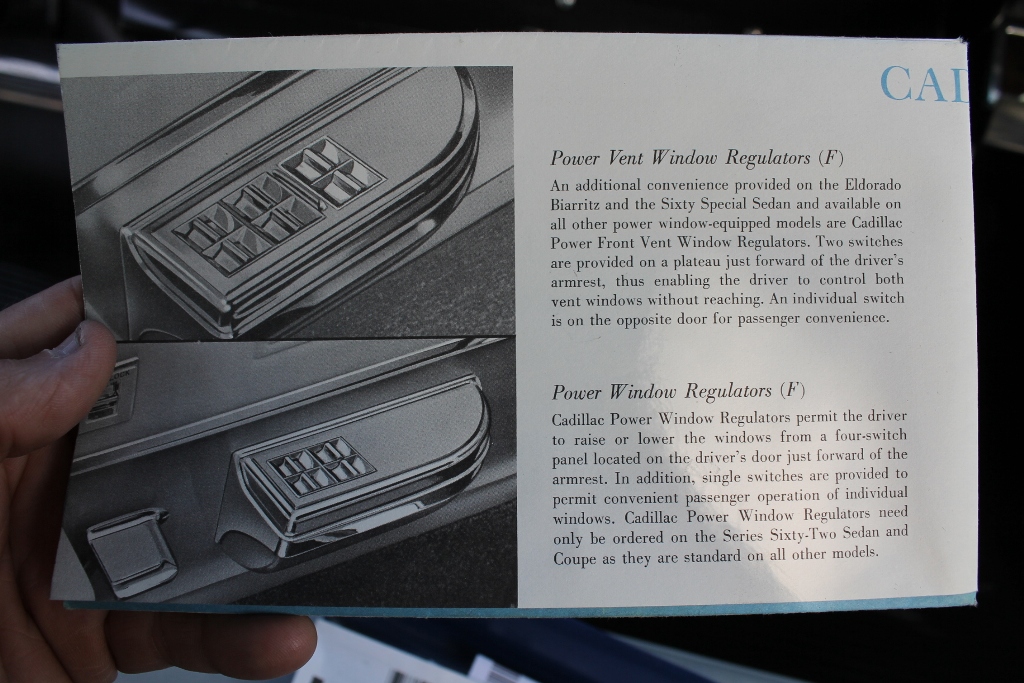 CAD
Power Vent Window Regulators (F)
An additional convenience provided on the Eldorado
Biarritz and the Sixty Special Sedan and available on
all other power window-equipped models are Cadillac
Power Front Vent Window Regulators. Two switches
are provided on a plateau just forward of the driver's
armrest, thus enabling the driver to control both
vent windows without reaching. An individual switch
is on the opposite door for passenger convenience.
Power Window Regulators (F)
Cadillac Power Window Regulators permit the driver
to raise or lower the windows from a four-switch
panel located on the driver's door just forward of the
armrest. In addition, single switches are provided to
permit convenient passenger operation of individual
windows. Cadillac Power Window Regulators need
only be ordered on the Series Sixty-Two Sedan and
Coupe as they are standard on all other models.